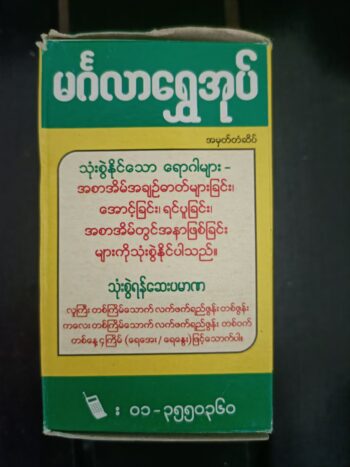 မင်္ဂလာရွှေအုပ်
အမှတ်တံဆိပ်
သုံးစွဲနိုင်သော ရောဂါများ -
အစာအိမ်အချဉ်ဓာတ်များခြင်း၊
အောင့်ခြင်း၊ ရင်ပူခြင်း၊
အစာအိမ်တွင်အနာဖြစ်ခြင်း
များကိုသုံးစွဲနိုင်ပါသည်။
သုံးစွဲရန်ဆေးပမာဏ
လူကြီး တစ်ကြိမ်သောက် လက်ဖက်ရည်ဇွန်း တစ်ဇွန်း
ကလေး တစ်ကြိမ်သောက် လက်ဖက်ရည်ဇွန်း တစ်ဝက်
တစ်နေ့ ၄ ကြိမ် (ရေအေး / ရေနွေး) ဖြင့်သောက်ပါ။
: ၀၁-၃၅၅၀၃၆၀